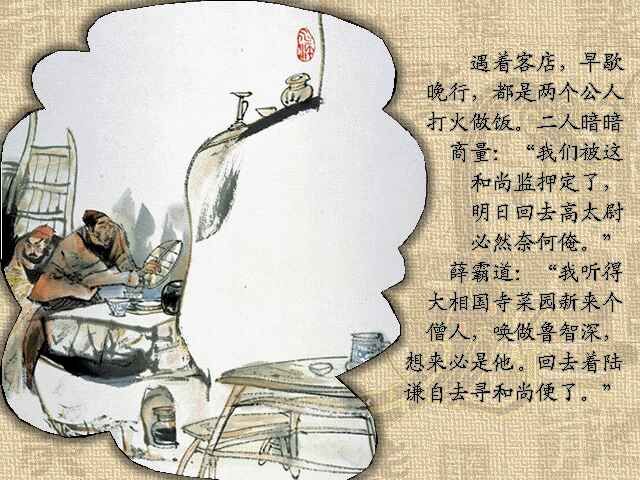 遇着客店，早歇
晚行，都是两个公人
打火做饭。二人暗暗
商量：“我们被这
和尚监押定了，
明日回去高太尉
必然奈何俺。”
薛霸道：“我听得
大相国寺菜园新来个
僧人，唤做鲁智深，
想来必是他。回去着陆
谦自去寻和尚便了。”